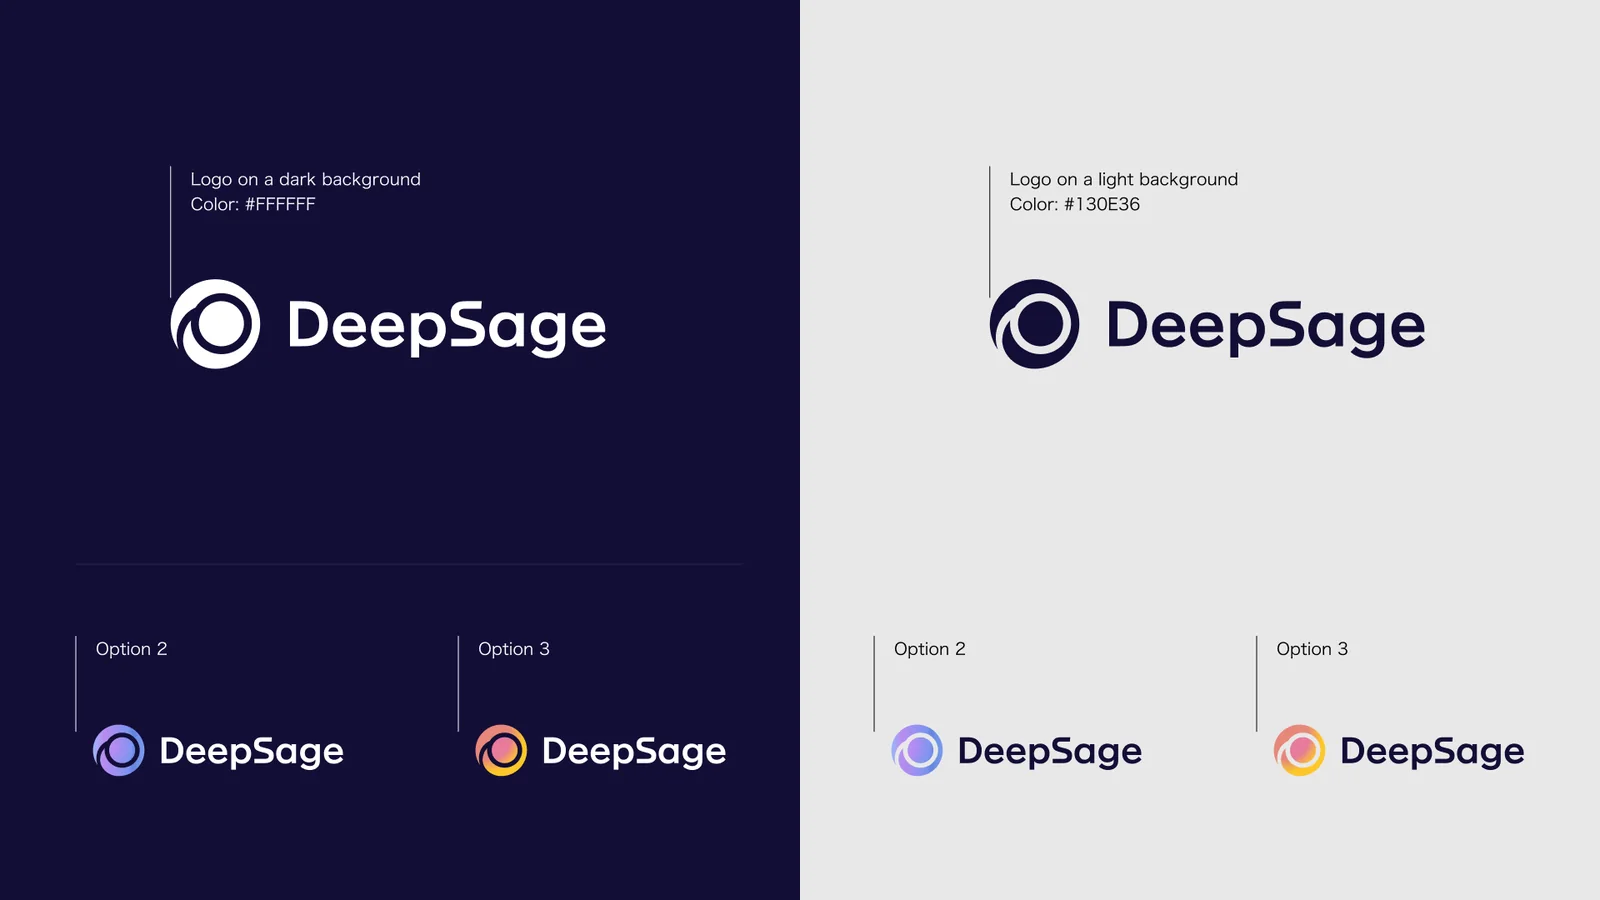 Logo on a dark background
Color: #FFFFFF
DeepSage
Option 2
DeepSage
Option 3
DeepSage
Logo on a light background
Color: #130E36
DeepSage
Option 2
DeepSage
Option 3
DeepSage